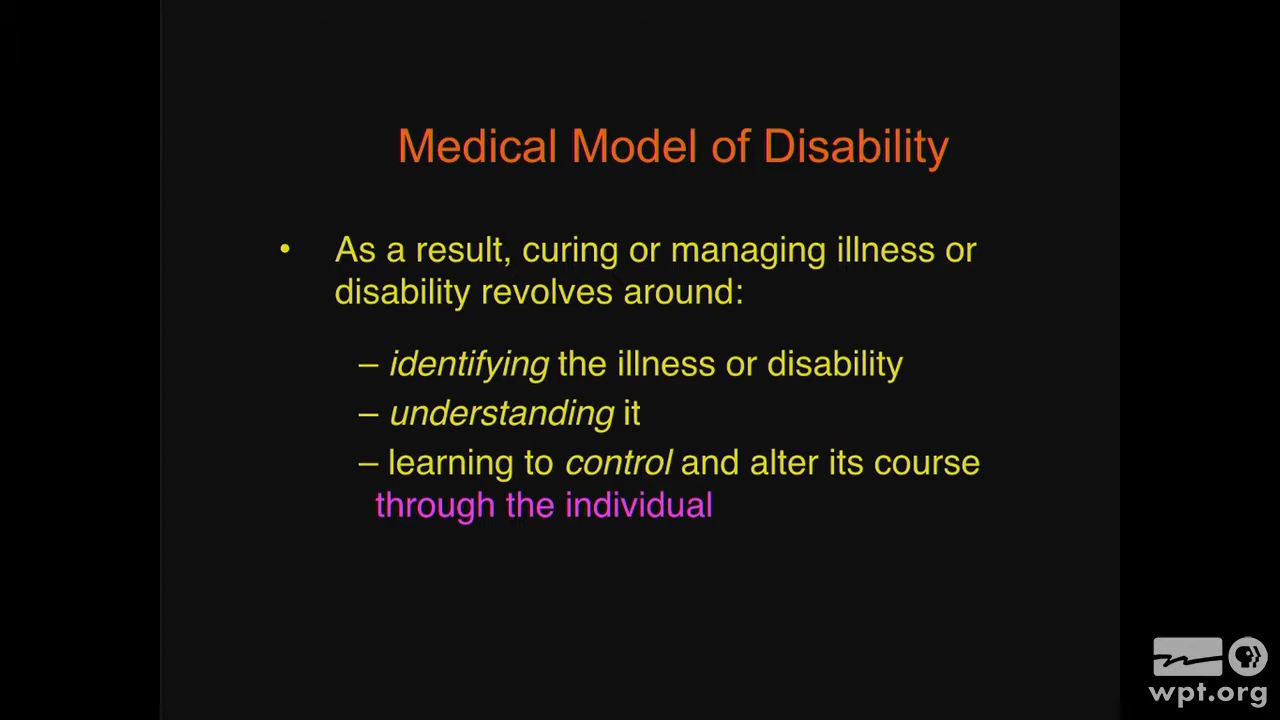 Medical Model of Disability
• As a result, curing or managing illness or
disability revolves around:
– identifying the illness or disability
– understanding it
– learning to control and alter its course
through the individual
wpt.org